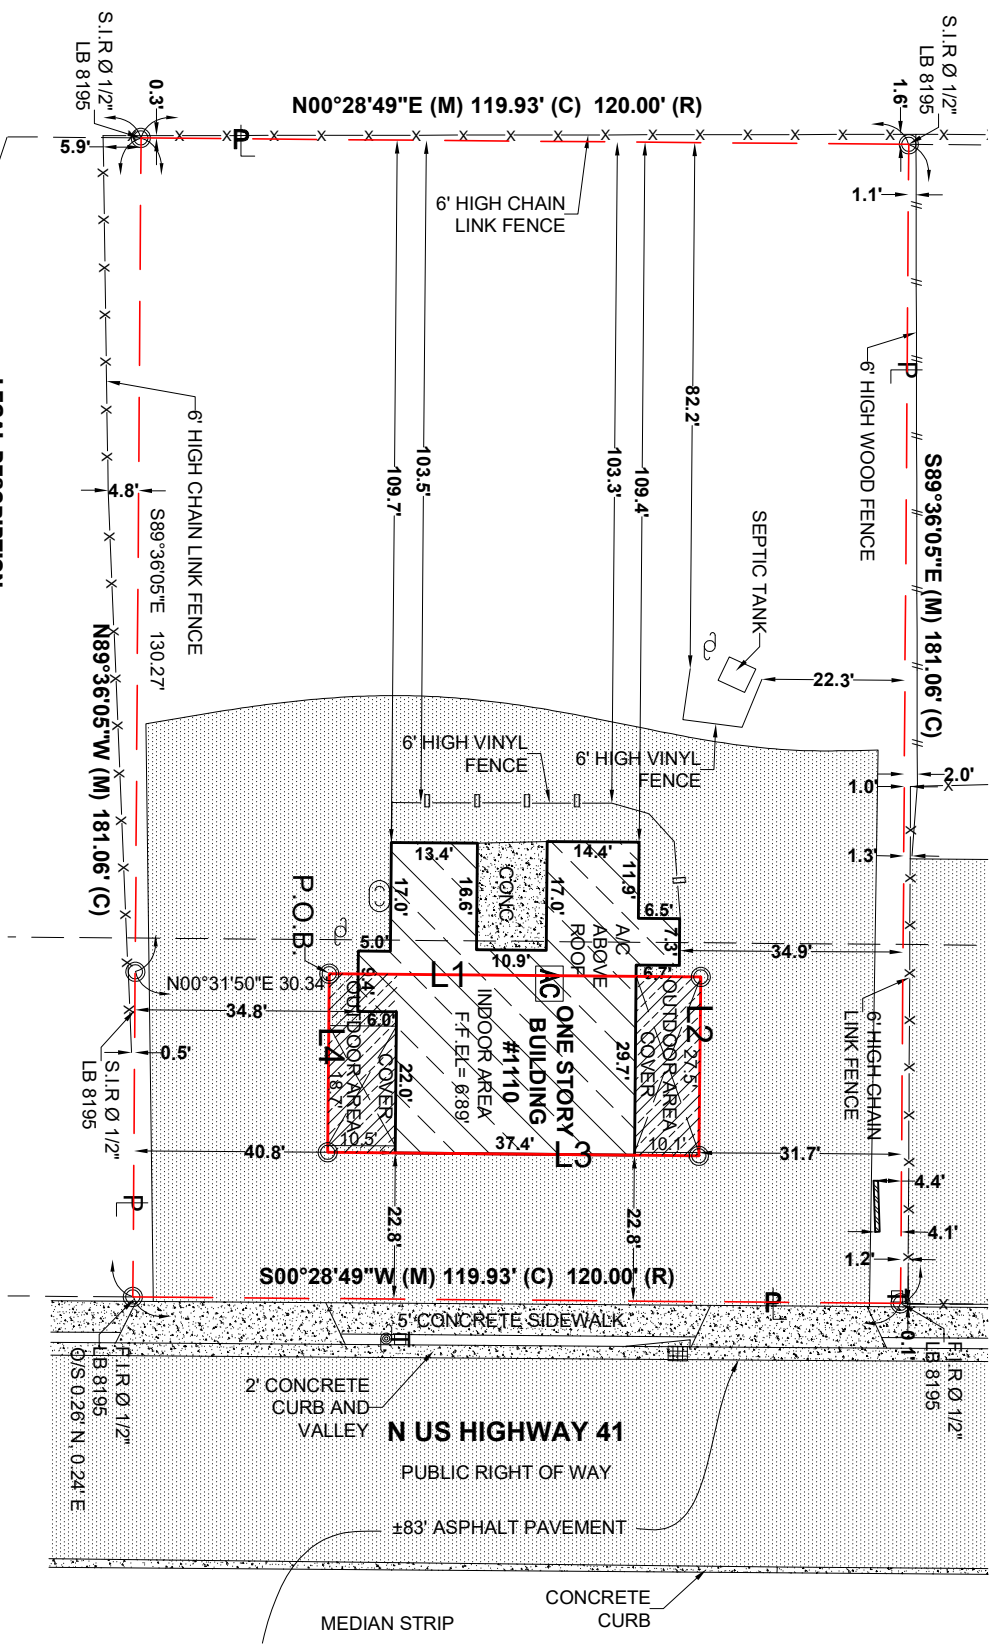 S.I.R Ø 1/2"
LB 8195
S.I.R Ø 1/2"
LB 8195
0.3'
1.6'
N00°28'49"E (M) 119.93' (C)  120.00' (R)
5.9'
P
1.1'
6' HIGH CHAIN
LINK FENCE
6' HIGH WOOD FENCE
P
82.2'
103.5'
109.7'
103.3'
109.4'
6' HIGH CHAIN LINK FENCE
4.8'
S89°36'05"E  130.27'
N89°36'05"W (M) 181.06' (C)
S89°36'05"E (M) 181.06' (C)
SEPTIC TANK
22.3'
6' HIGH VINYL
FENCE
6' HIGH VINYL
FENCE
2.0'
1.0'
1.3'
13.4'
14.4'
11.9'
17.0'
16.6'
CONC
17.0'
6.5'
7.3'
A/C
ABOVE
ROOF
34.9'
P.O.B.
5.0'
10.9'
6.7'
N00°31'50"E 30.34'
9.4'
L1
AC
ONE STORY
BUILDING
#1110
INDOOR AREA
F.F.EL= 6.89'
L2
27.5'
OUTDOOR AREA
COVER
29.7'
34.8'
6.0'
L4
18.7'
OUTDOOR AREA
COVER
22.0'
0.5'
S.I.R Ø 1/2"
LB 8195
6' HIGH CHAIN
LINK FENCE
40.8'
10.5'
37.4'
L3
10.1'
31.7'
4.4'
4.1'
P
22.8'
22.8'
1.2'
S00°28'49"W (M) 119.93' (C)  120.00' (R)
P
0.1'
5' CONCRETE SIDEWALK
F.I.R Ø 1/2"
LB 8195
O/S 0.26' N, 0.24' E
F.I.R Ø 1/2"
LB 8195
2' CONCRETE
CURB AND
VALLEY
N US HIGHWAY 41
PUBLIC RIGHT OF WAY
±83' ASPHALT PAVEMENT
CONCRETE
CURB
MEDIAN STRIP